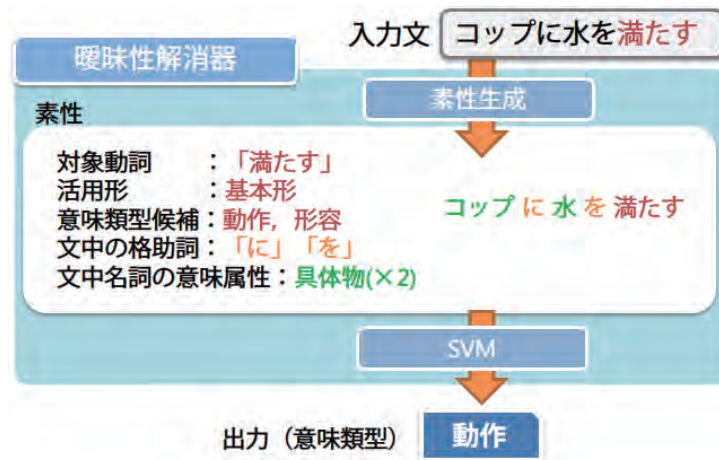 入力文 コップに水を満たす
曖昧性解消器
素性生成
素性
対象動詞 :「満たす」
活用形 :基本形
意味類型候補:動作, 形容
文中の格助詞:「に」「を」
文中名詞の意味属性:具体物(×2)
コップ に 水 を 満たす
SVM
出力(意味類型) 動作